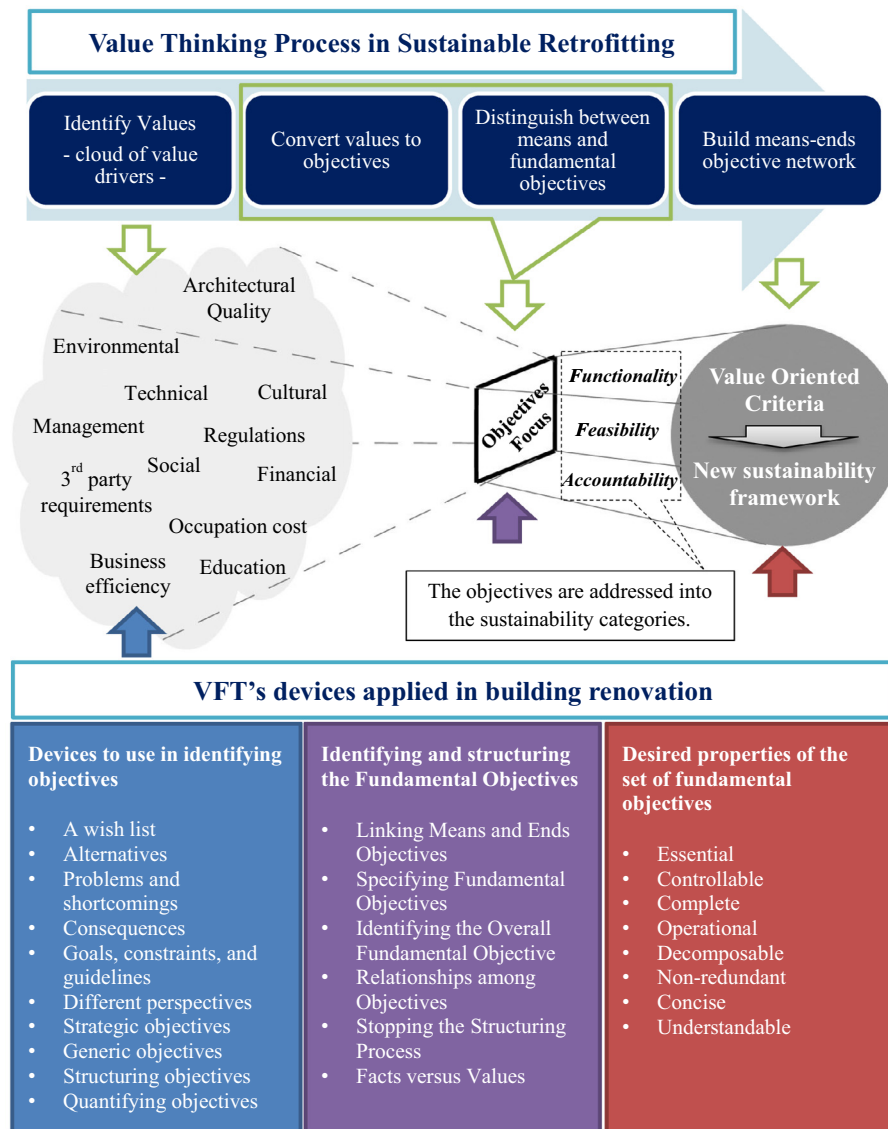 Value Thinking Process in Sustainable Retrofitting
Identify Values
- cloud of value
drivers -
Convert values to
objectives
Distinguish between
means and
fundamental
objectives
Build means-ends
objective network
Architectural
Quality
Environmental
Technical
Cultural
Management
Regulations
Social
3rd party
requirements
Financial
Occupation cost
Business
efficiency
Education
Objectives
Focus
Functionality
Feasibility
Accountability
Value Oriented
Criteria
New sustainability
framework
The objectives are addressed into
the sustainability categories.
VFT's devices applied in building renovation
Devices to use in identifying
objectives
• A wish list
• Alternatives
• Problems and
shortcomings
• Consequences
• Goals, constraints, and
guidelines
• Different perspectives
• Strategic objectives
• Generic objectives
• Structuring objectives
• Quantifying objectives
Identifying and structuring
the Fundamental Objectives
• Linking Means and Ends
Objectives
• Specifying Fundamental
Objectives
• Identifying the Overall
Fundamental Objective
• Relationships among
Objectives
• Stopping the Structuring
Process
• Facts versus Values
Desired properties of the
set of fundamental
objectives
• Essential
• Controllable
• Complete
• Operational
• Decomposable
• Non-redundant
• Concise
• Understandable